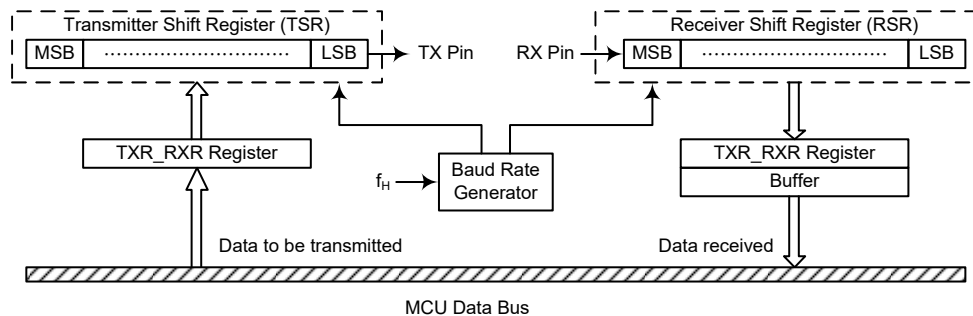 Transmitter Shift Register (TSR)
Receiver Shift Register (RSR)
MSB ................................ LSB
TX Pin
RX Pin
MSB ................................ LSB
TXR_RXR Register
fH
Baud Rate
Generator
TXR_RXR Register
Buffer
Data to be transmitted
Data received
MCU Data Bus